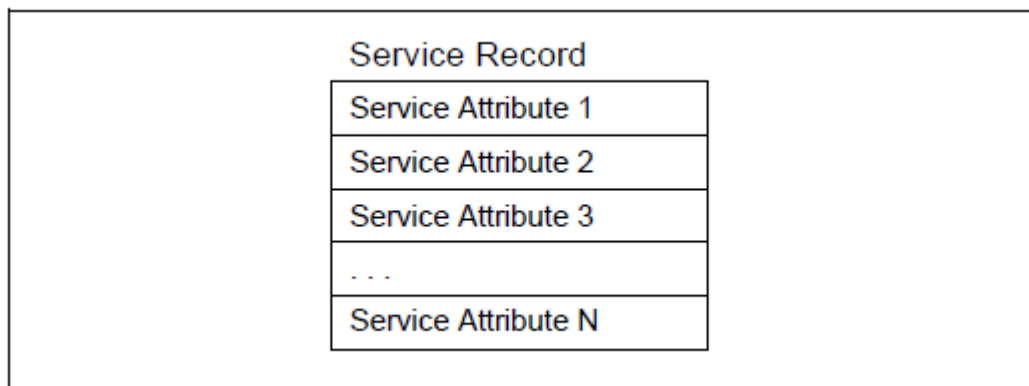 Service Record
Service Attribute 1
Service Attribute 2
Service Attribute 3
. . .
Service Attribute N